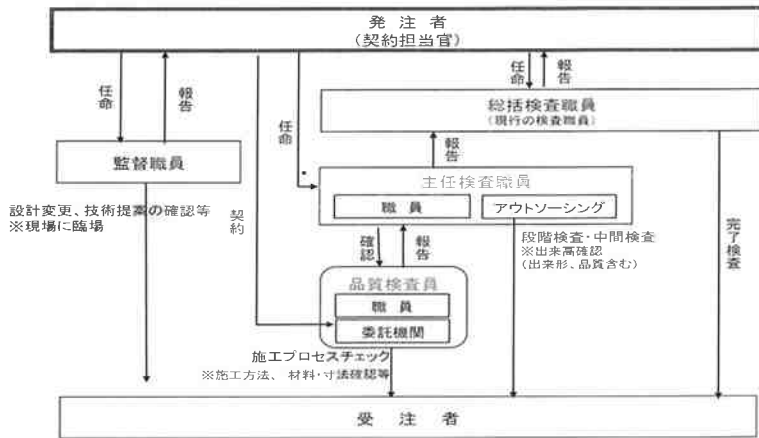 発注者
(契約担当官)
任命
報告
任命
報告
総括検査職員
(現行の検査職員)
任命
報告
監督職員
主任検査職員
職員
アウトソーシング
設計変更、技術提案の確認等
※現場に臨場
契約
確認
報告
段階検査・中間検査
※出来高確認
(出来形、品質含む)
完了検査
品質検査員
職員
委託機関
施工プロセスチェック
※施工方法、材料・寸法確認等
受注者